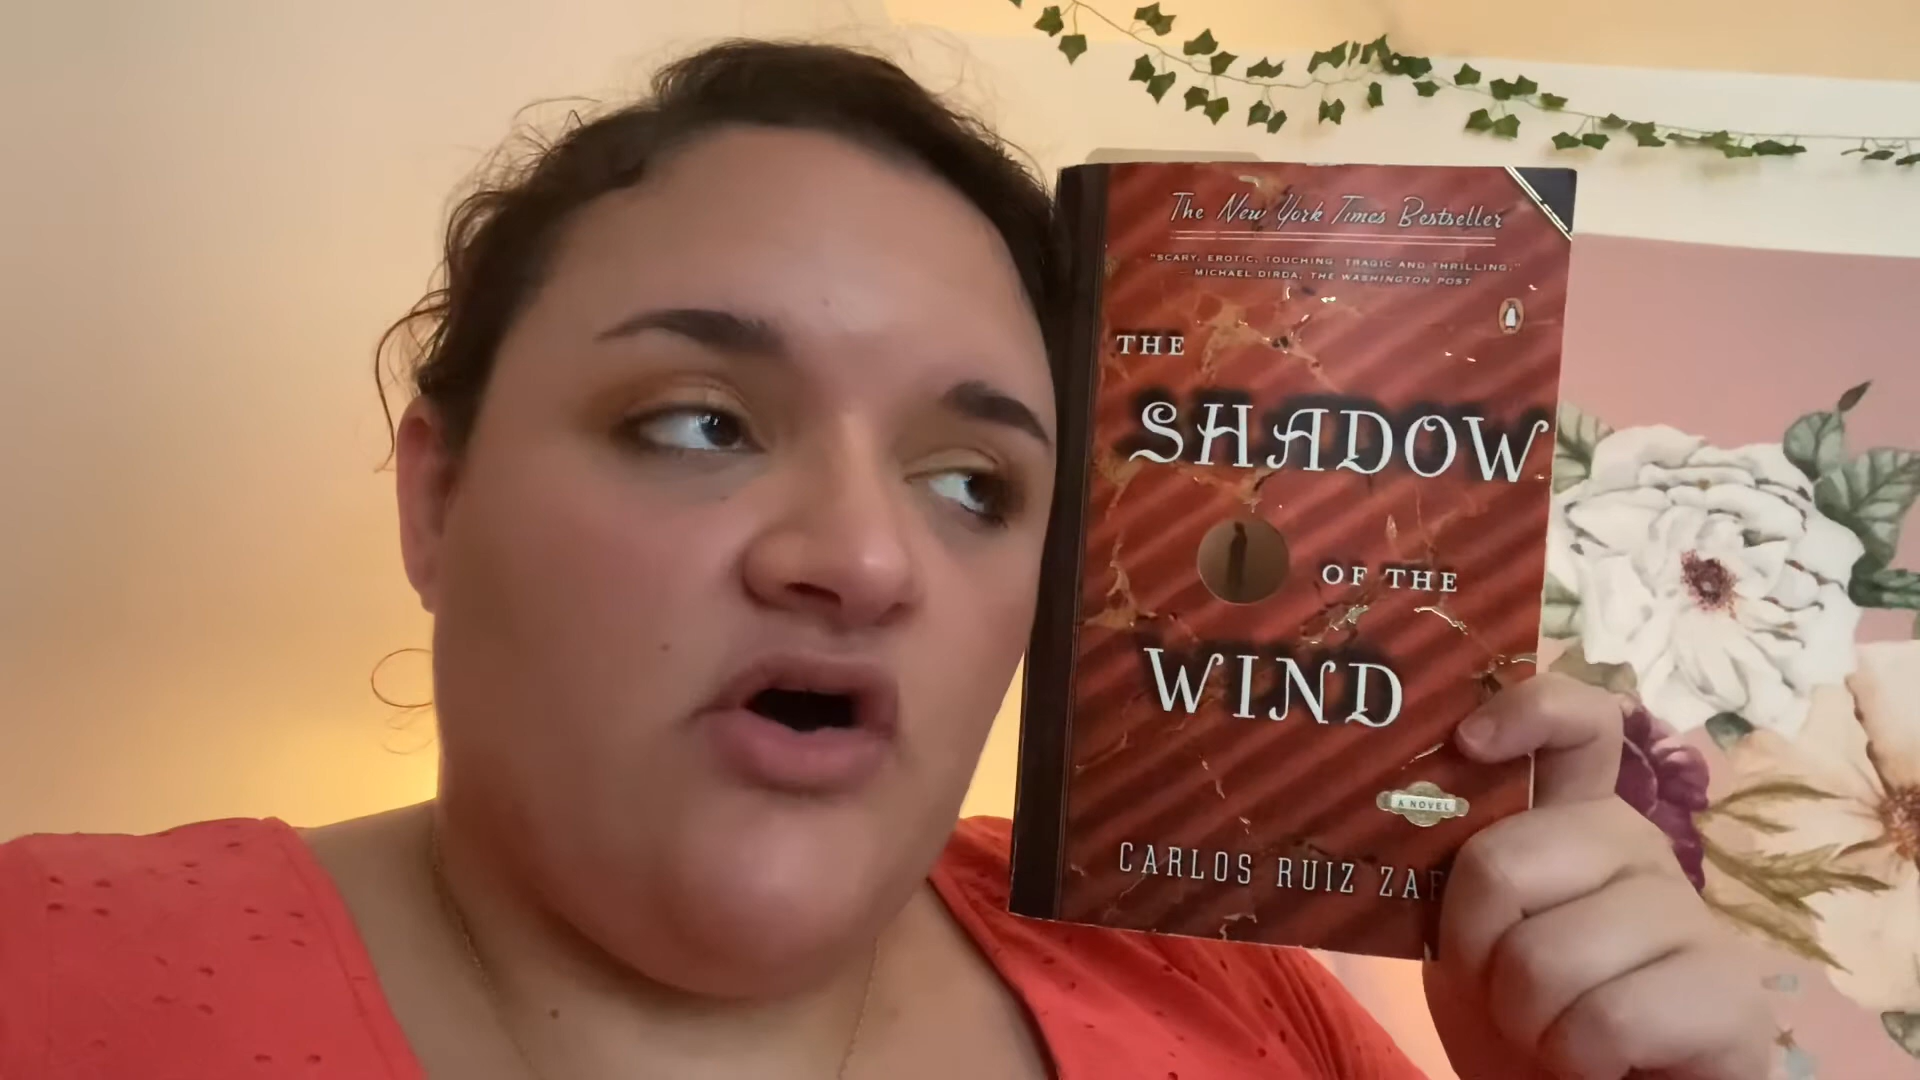 The New York Times Bestseller
"SCARY, EROTIC, TOUCHING, TRAGIC AND THRILLING."
—MICHAEL DIRDA, THE WASHINGTON POST
THE
SHADOW
OF THE
WIND
A NOVEL
CARLOS RUIZ ZAF